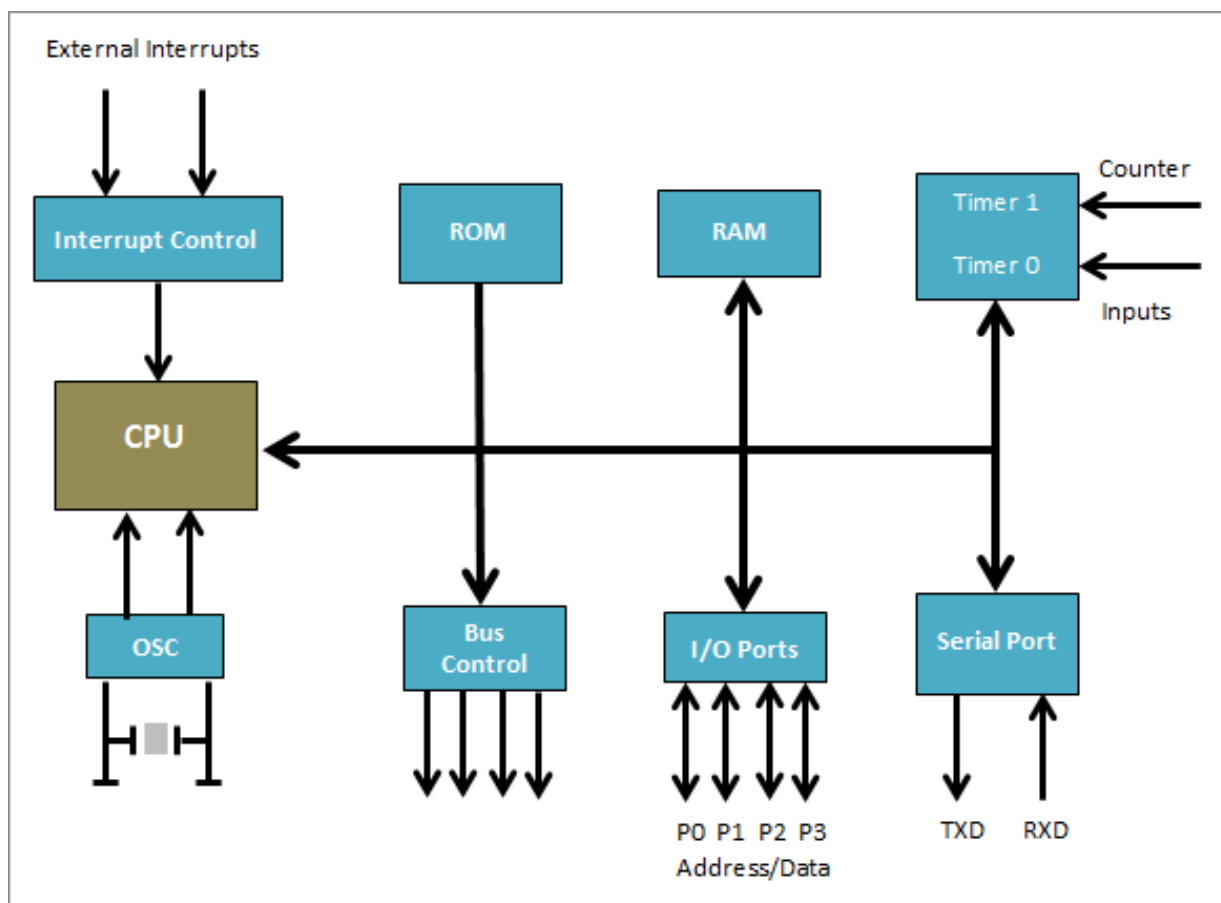 External Interrupts
Counter
Timer 1
ROM
RAM
Interrupt Control
Timer 0
Inputs
CPU
Bus
Control
OSC
I/O Ports
Serial Port
P0 P1 P2 P3
Address/Data
TXD
RXD